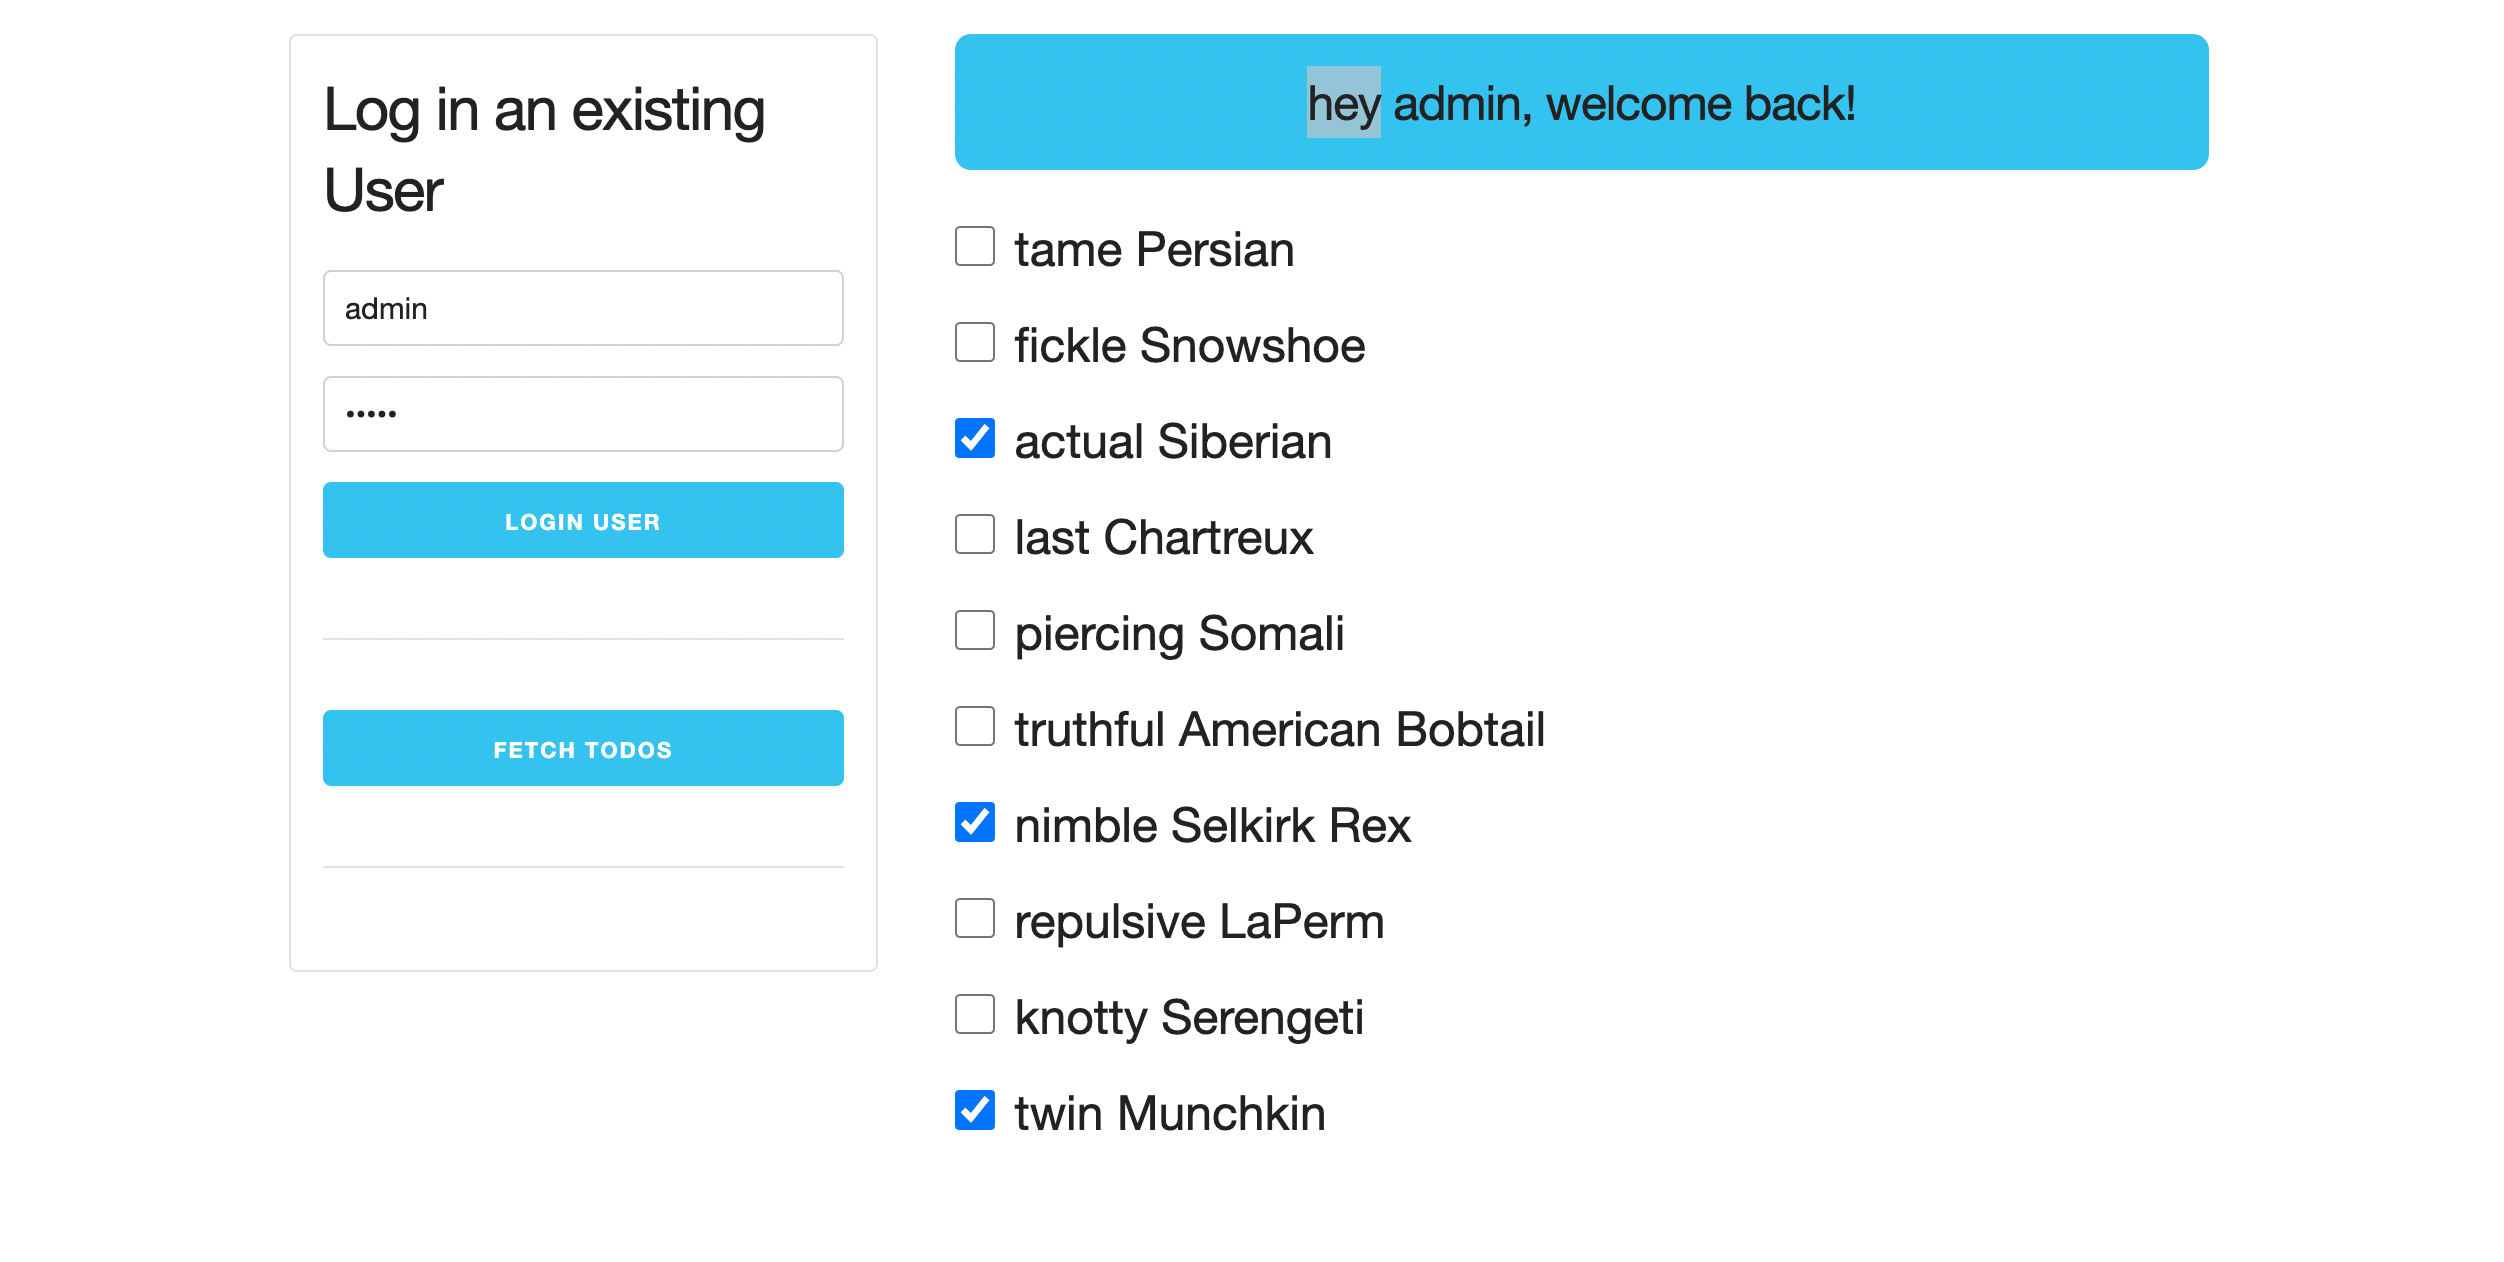 Log in an existing
User
admin
•••••
LOGIN USER
FETCH TODOS
hey admin, welcome back!
tame Persian
fickle Snowshoe
actual Siberian
last Chartreux
piercing Somali
truthful American Bobtail
nimble Selkirk Rex
repulsive LaPerm
knotty Serengeti
twin Munchkin